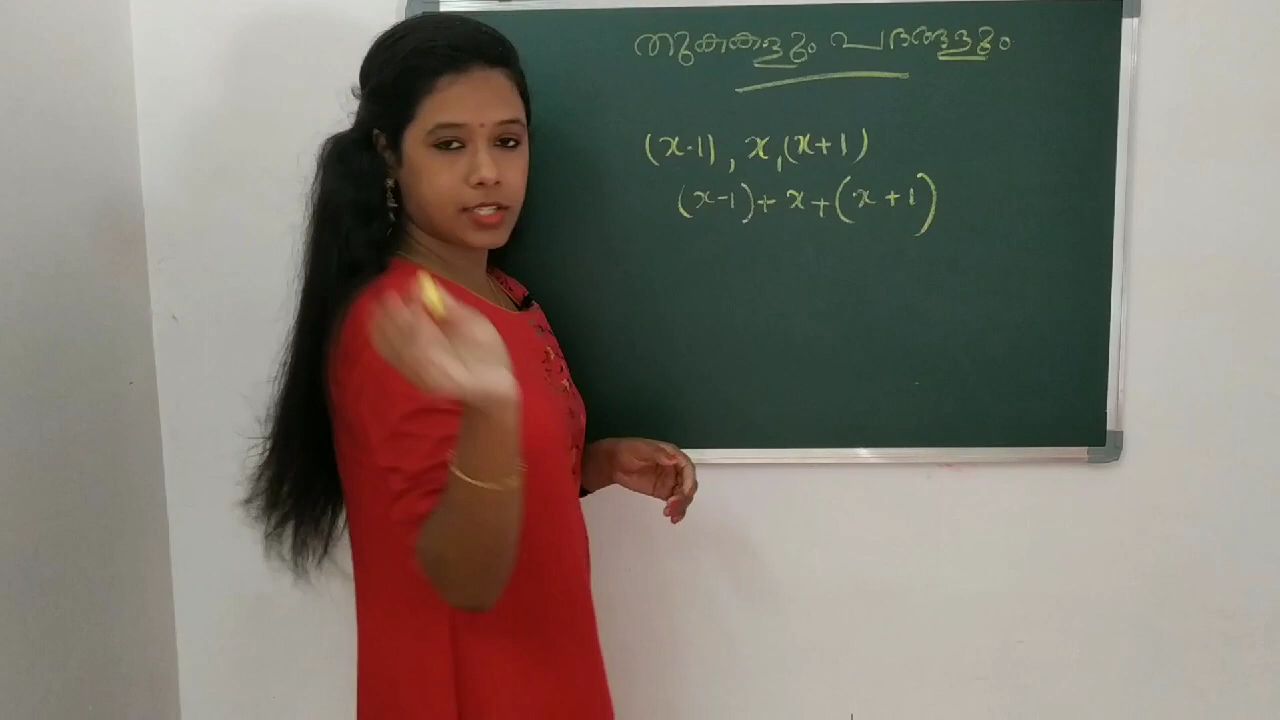 തുകകളും പദങ്ങളും
(x-1), x, (x+1)
(x-1)+x+(x+1)